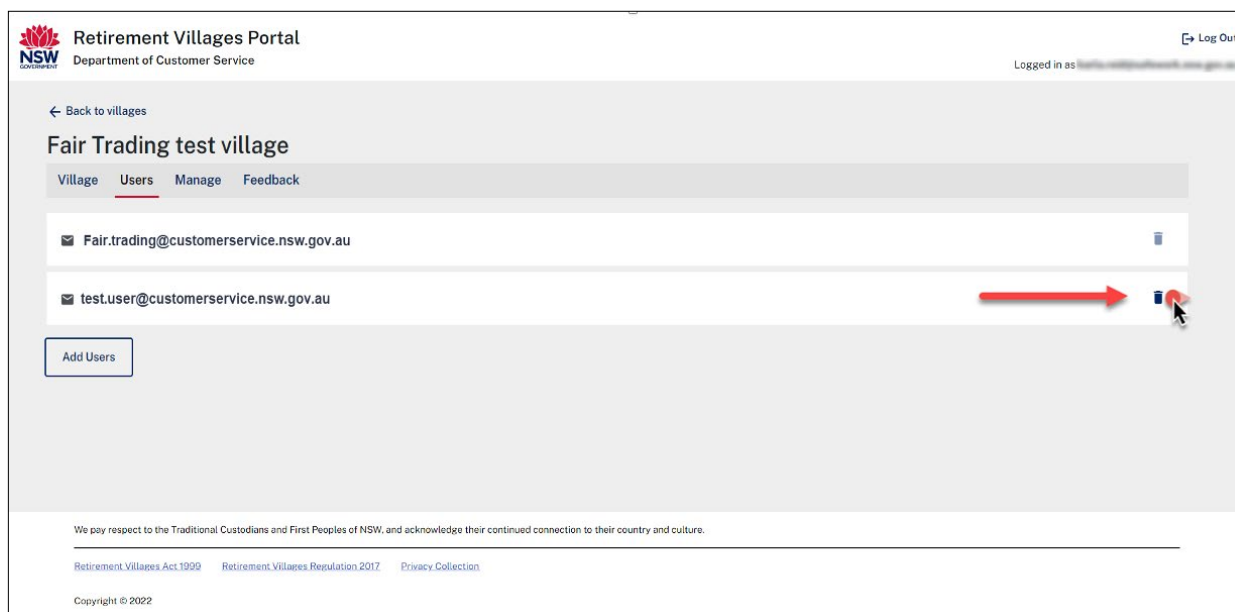 Retirement Villages Portal
Department of Customer Service
NSW
GOVERNMENT
Log Out
Logged in as
Back to villages
Fair Trading test village
Village Users Manage Feedback
Fair.trading@customerservice.nsw.gov.au
test.user@customerservice.nsw.gov.au
Add Users
We pay respect to the Traditional Custodians and First Peoples of NSW, and acknowledge their continued connection to their country and culture.
Retirement Villages Act 1999 Retirement Villages Regulation 2017 Privacy Collection
Copyright © 2022